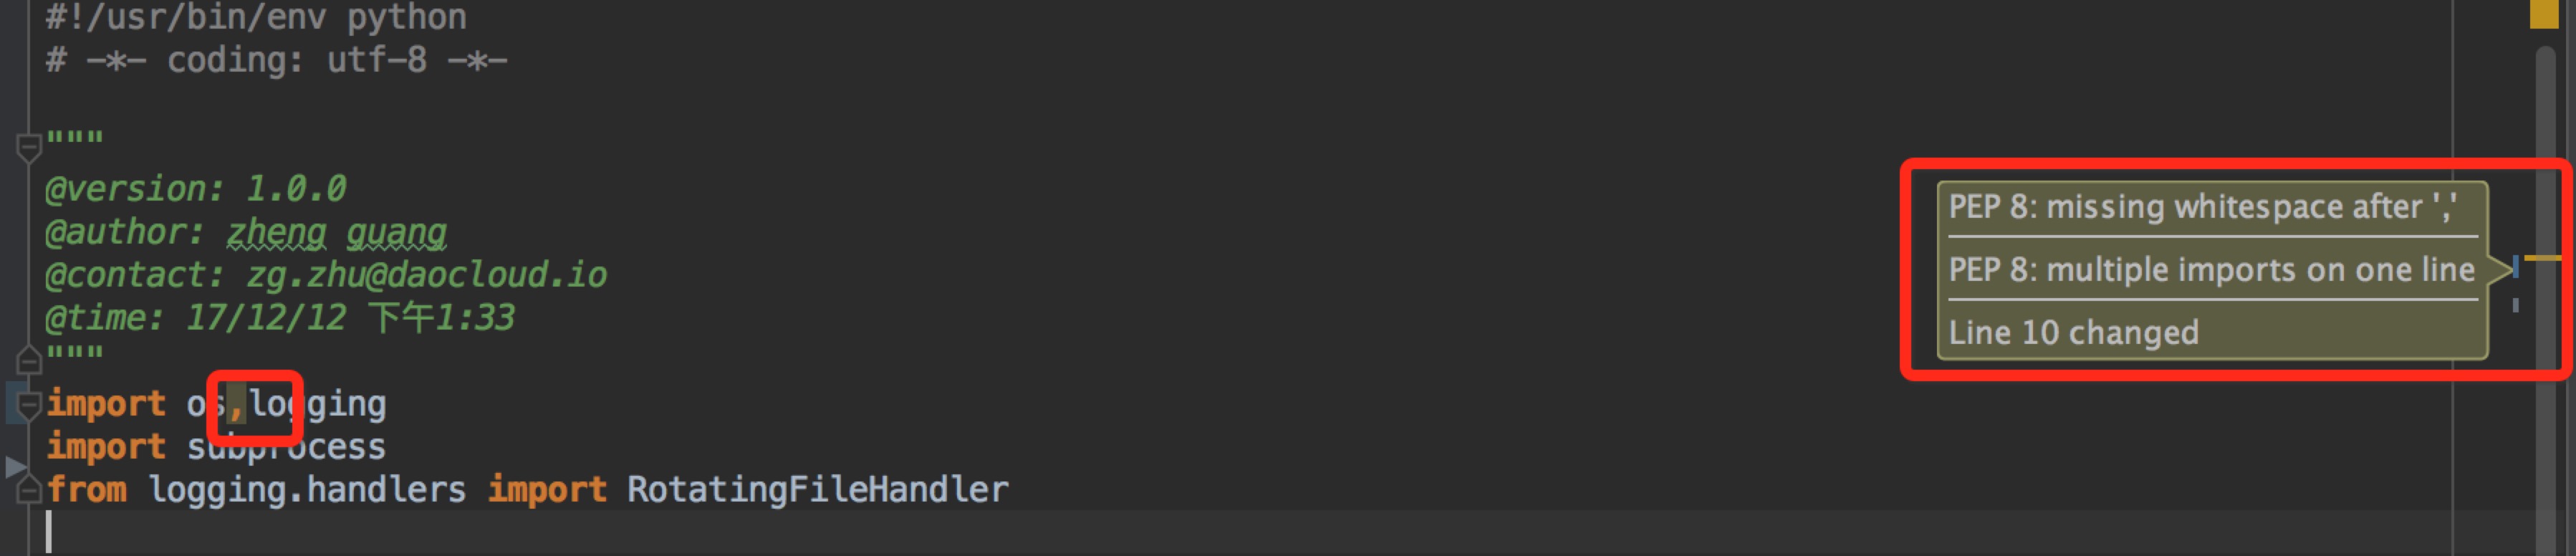 #!/usr/bin/env python
# -*- coding: utf-8 -*-
"""
@version: 1.0.0
@author: zheng guang
@contact: zg.zhu@daocloud.io
@time: 17/12/12 下午1:33
"""
import os,logging
import subprocess
from logging.handlers import RotatingFileHandler
PEP 8: missing whitespace after ','
PEP 8: multiple imports on one line
Line 10 changed